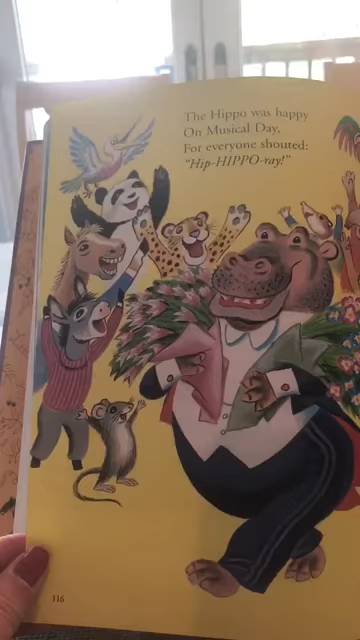 The Hippo was happy
On Musical Day,
For everyone shouted:
"Hip-HIPPO-ray!"
116